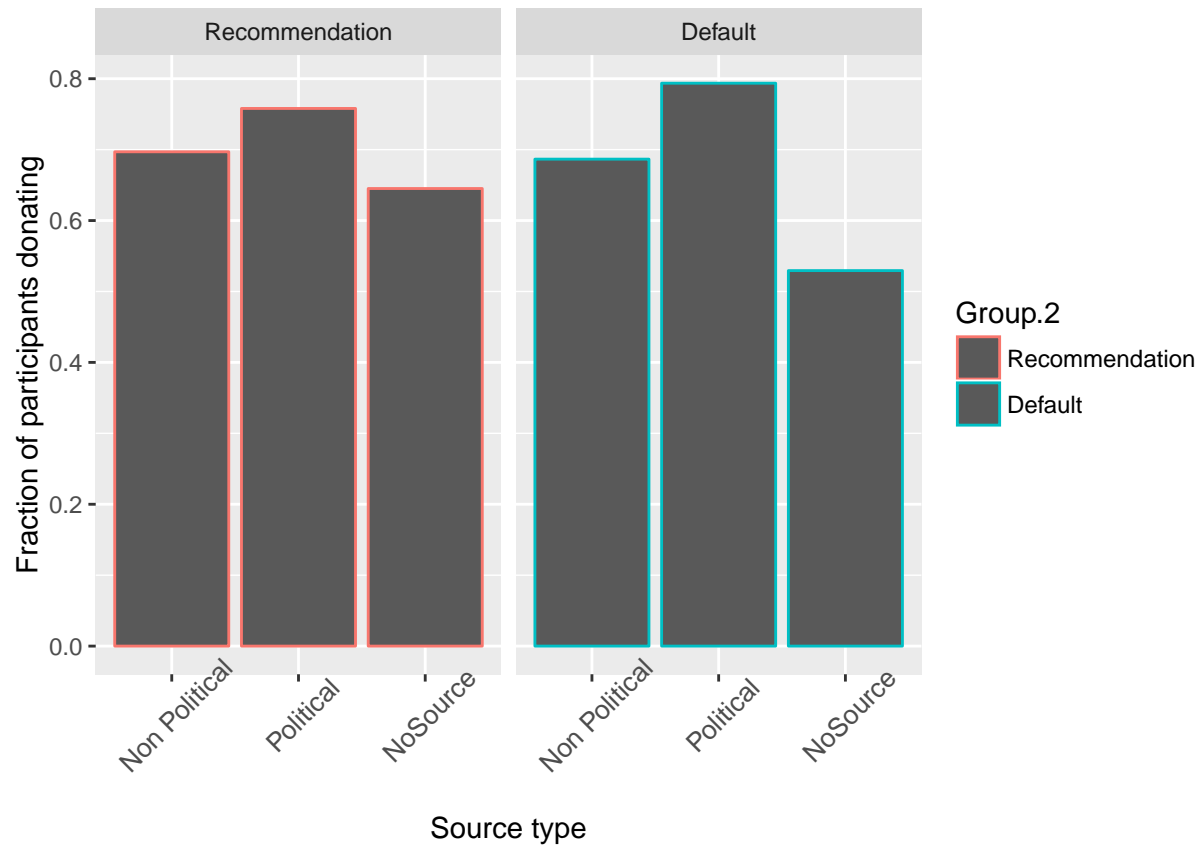 Recommendation
Default
Fraction of participants donating
0.8
0.6
0.4
0.2
0.0
Non Political
Political
NoSource
Non Political
Political
NoSource
Source type
Group.2
Recommendation
Default